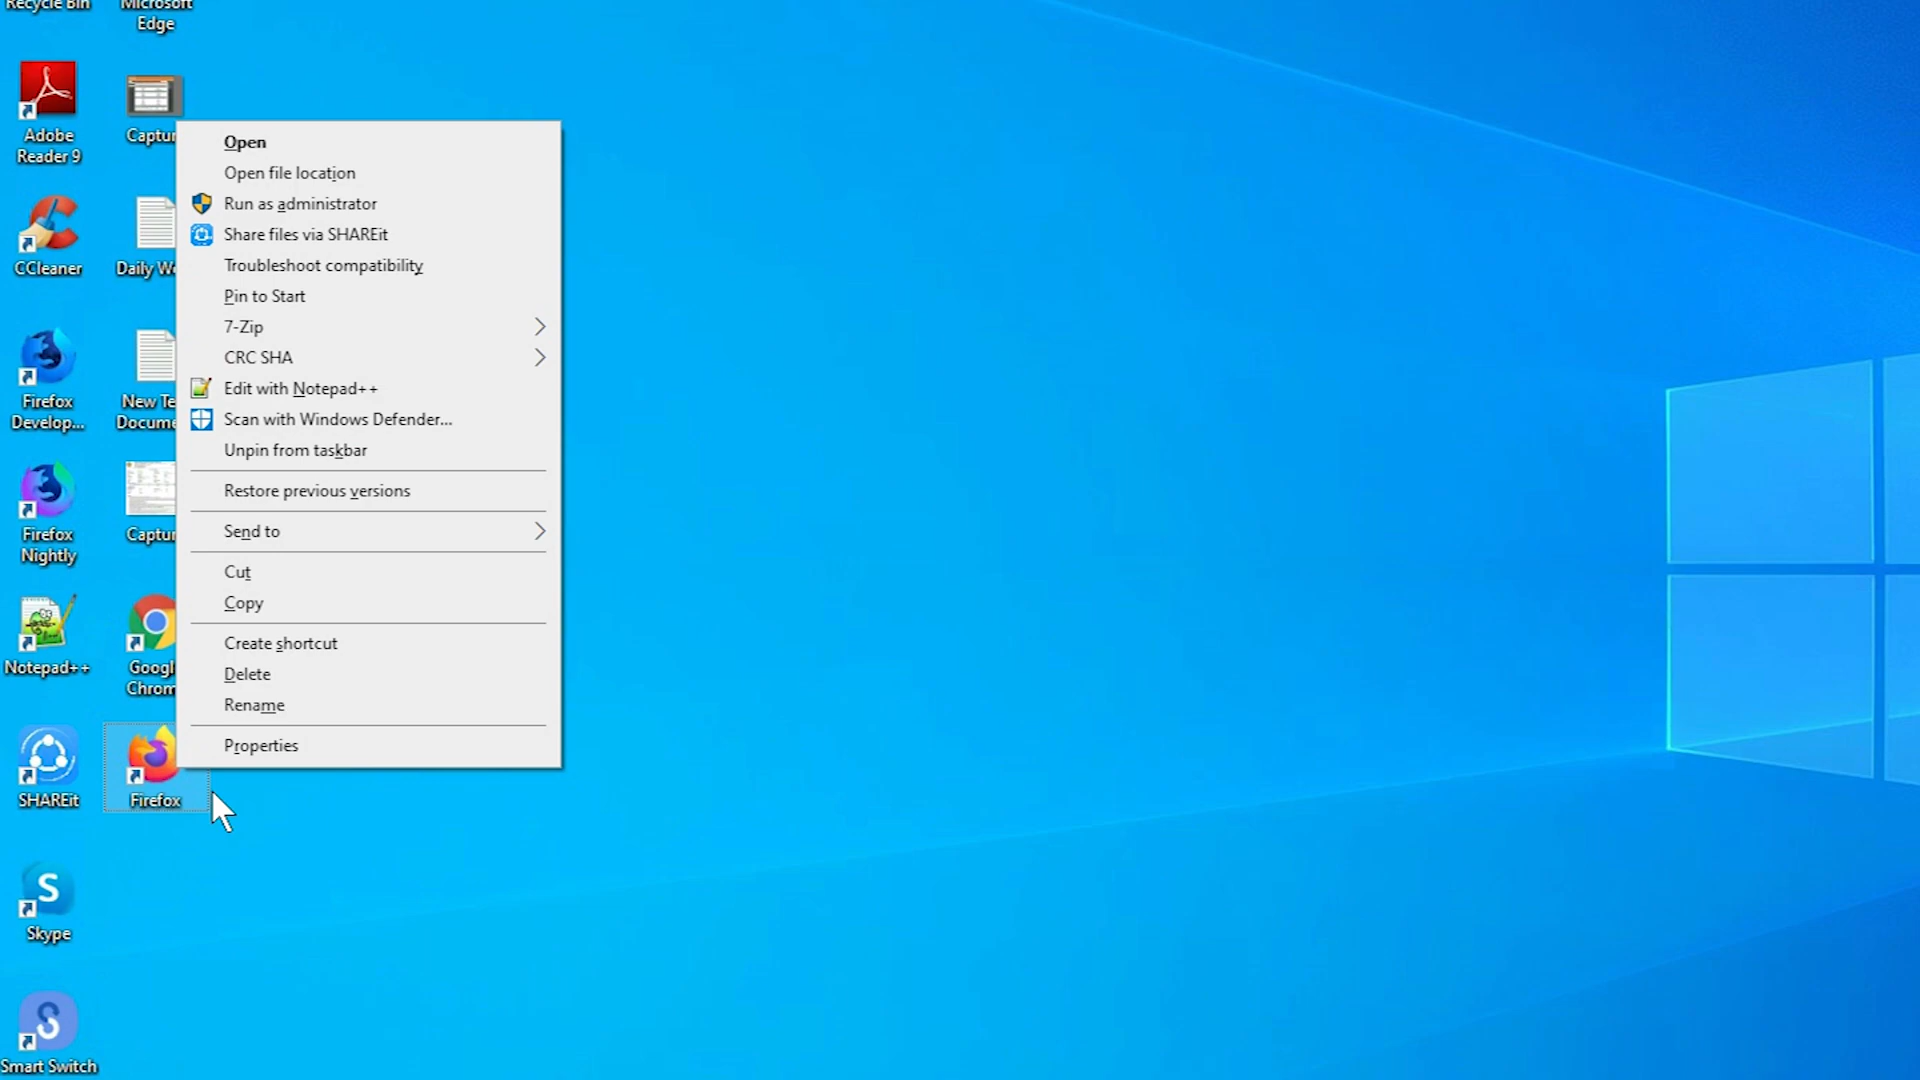 Recycle Bin
Microsoft
Edge
Adobe
Reader 9
Captur
CCleaner
Daily
Firefox
Develop...
New Te
Docume
Firefox
Nightly
Captur
Notepad++
Googl
Chrom
SHAREit
Firefox
Skype
Smart Switch
Open
Open file location
Run as administrator
Share files via SHAREit
Troubleshoot compatibility
Pin to Start
7-Zip
CRC SHA
Edit with Notepad++
Scan with Windows Defender...
Unpin from taskbar
Restore previous versions
Send to
Cut
Copy
Create shortcut
Delete
Rename
Properties